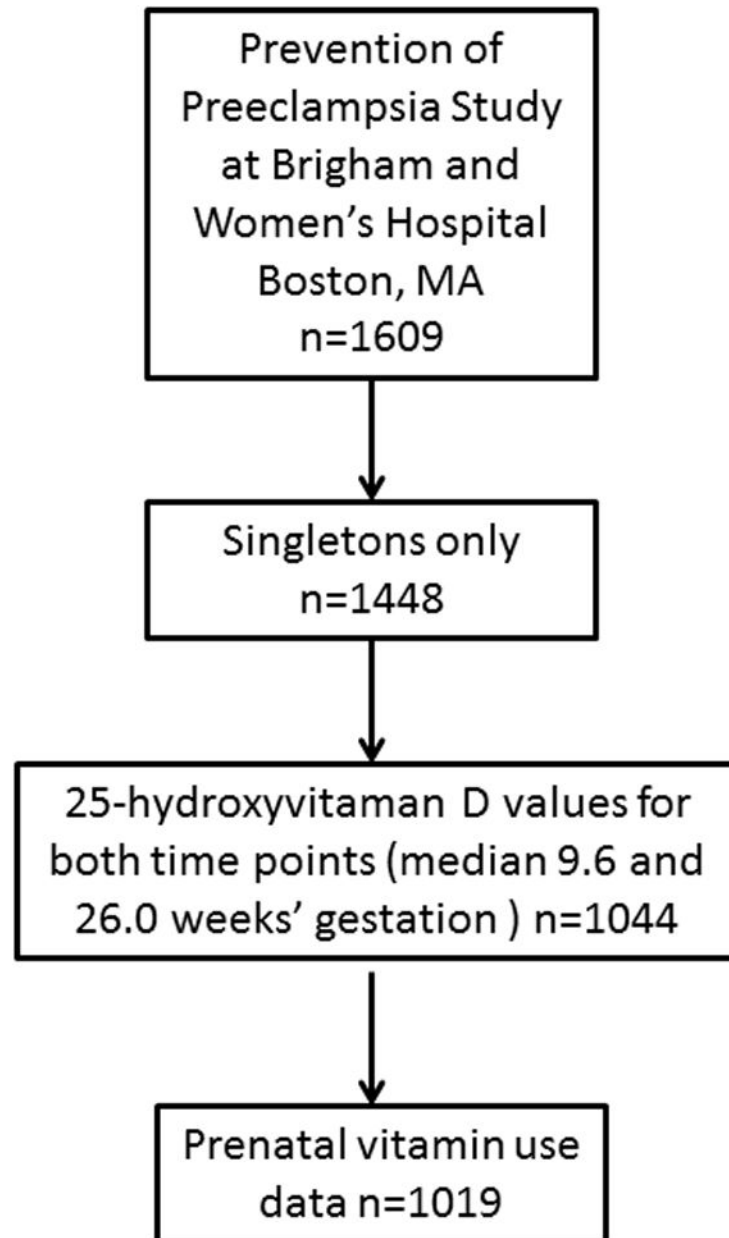 Prevention of
Preeclampsia Study
at Brigham and
Women’s Hospital
Boston, MA
n=1609
Singletons only
n=1448
25-hydroxyvitaman D values for
both time points (median 9.6 and
26.0 weeks’ gestation ) n=1044
Prenatal vitamin use
data n=1019